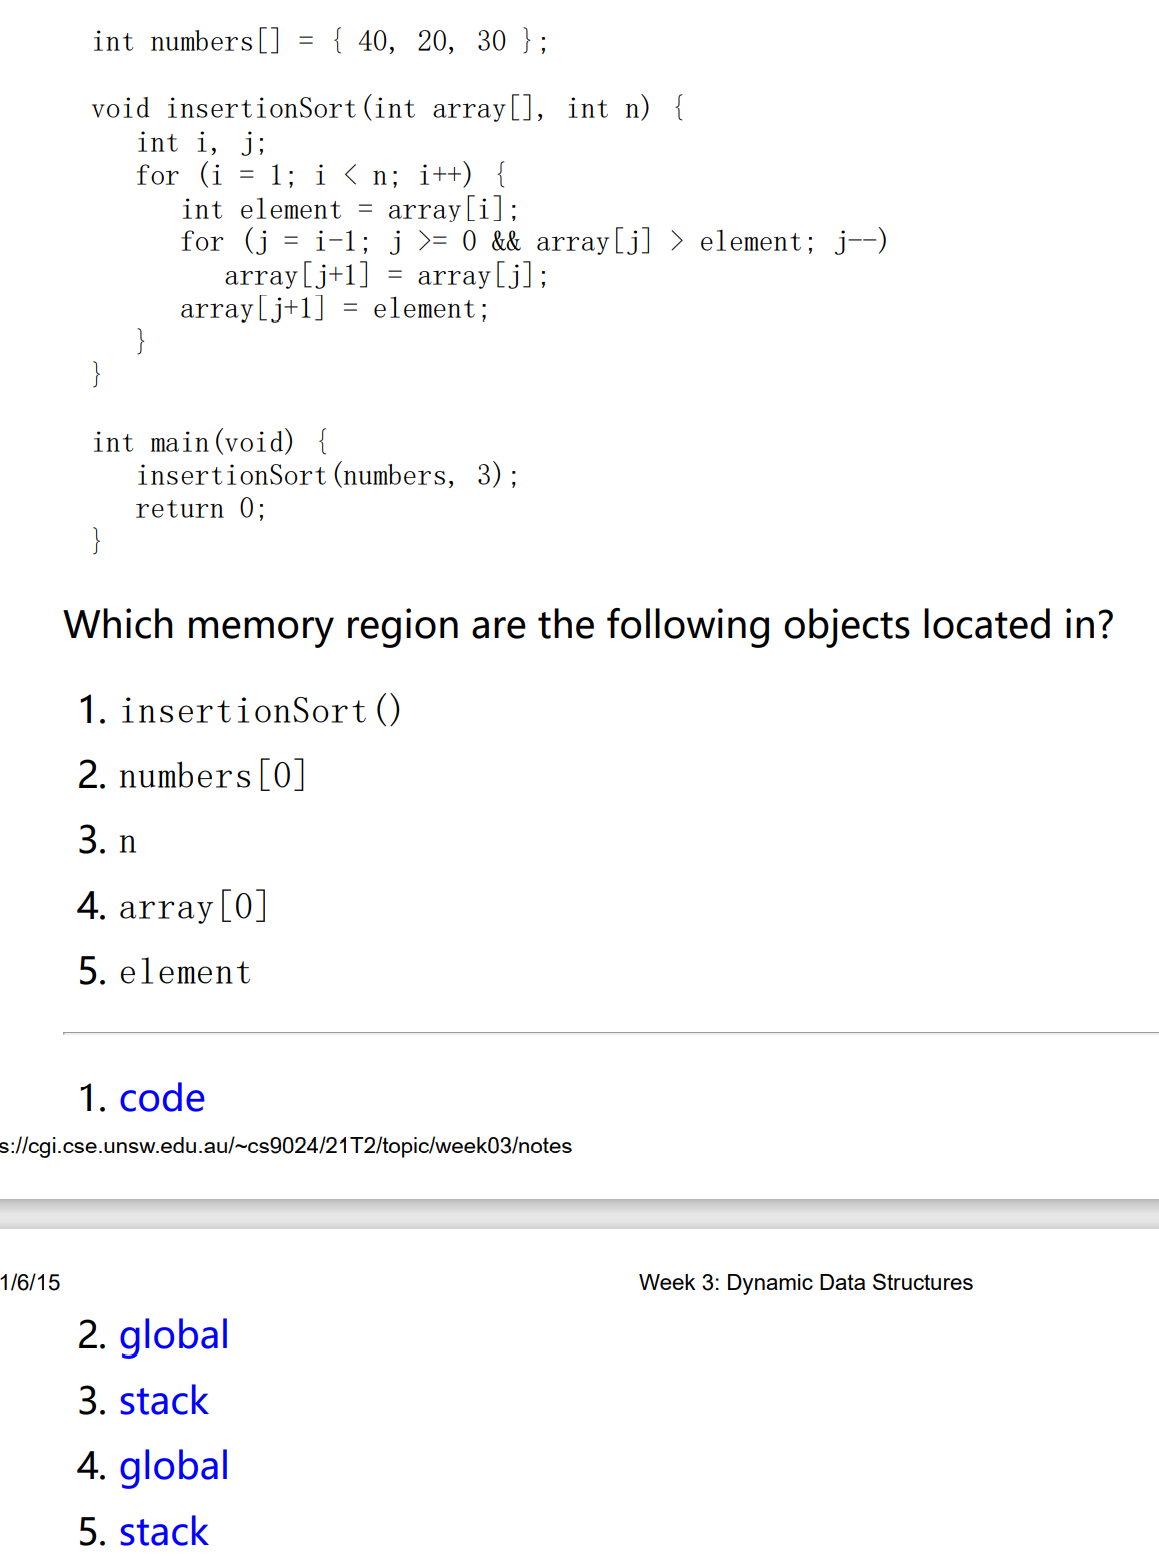 int numbers[] = { 40, 20, 30 };
void insertionSort(int array[], int n) {
int i, j;
for (i = 1; i < n; i++) {
int element = array[i];
for (j = i-1; j >= 0 && array[j] > element; j--)
array[j+1] = array[j];
array[j+1] = element;
}
}
int main(void) {
insertionSort(numbers, 3);
return 0;
}
Which memory region are the following objects located in?
1. insertionSort()
2. numbers[0]
3. n
4. array[0]
5. element
1. code
s://cgi.cse.unsw.edu.au/~cs9024/21T2/topic/week03/notes
1/6/15 Week 3: Dynamic Data Structures
2. global
3. stack
4. global
5. stack